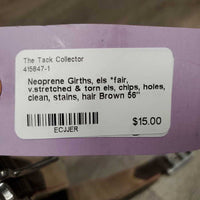 The Tack Collector
415847-1
Neoprene Girths, els *fair,
v.stretched & torn els, chips, holes,
clean, stains, hair Brown 56"
ECJJER
$15.00